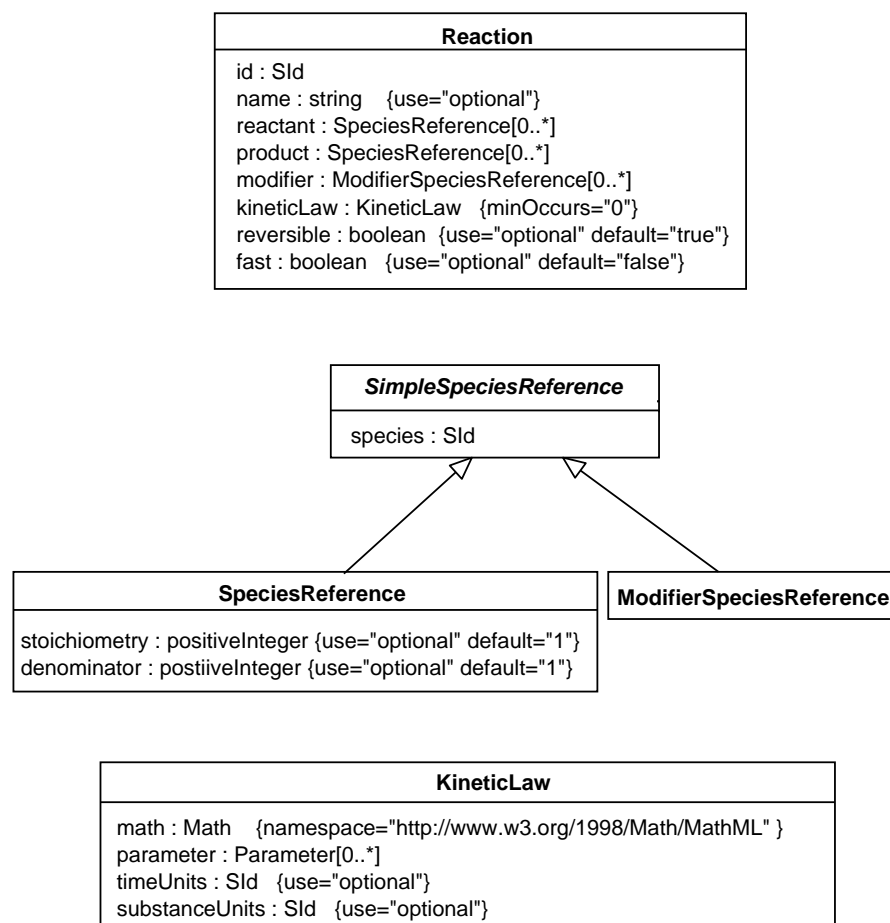 Reaction
id : SId
name : string {use="optional"}
reactant : SpeciesReference[0..*]
product : SpeciesReference[0..*]
modifier : ModifierSpeciesReference[0..*]
kineticLaw : KineticLaw {minOccurs="0"}
reversible : boolean {use="optional" default="true"}
fast : boolean {use="optional" default="false"}
SimpleSpeciesReference
species : SId
SpeciesReference
stoichiometry : positiveInteger {use="optional" default="1"}
denominator : postiiveInteger {use="optional" default="1"}
ModifierSpeciesReference
KineticLaw
math : Math {namespace="http://www.w3.org/1998/Math/MathML" }
parameter : Parameter[0..*]
timeUnits : SId {use="optional"}
substanceUnits : SId {use="optional"}